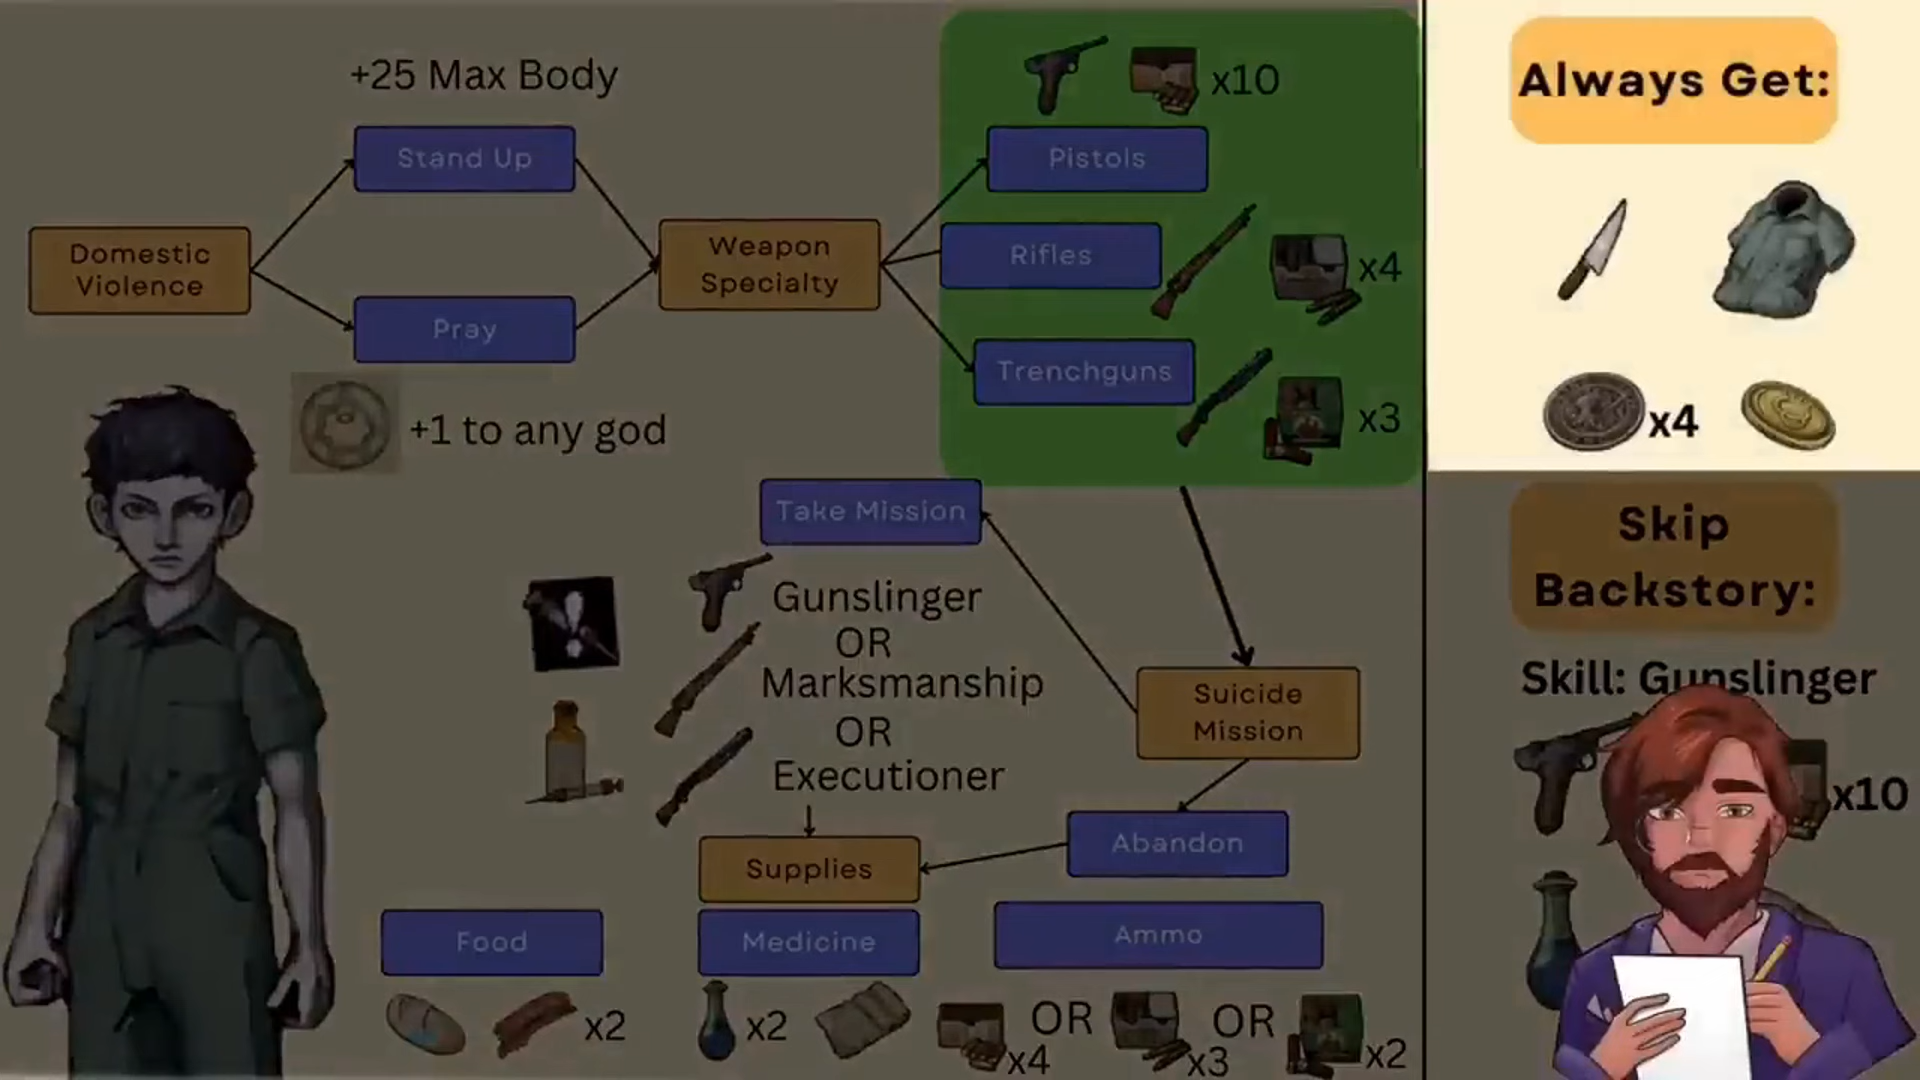 +25 Max Body
Stand Up
Domestic
Violence
Pray
+1 to any god
Weapon
Specialty
x10
Pistols
Rifles
x4
Trenchguns
x3
Take Mission
Gunslinger
OR
Marksmanship
OR
Executioner
Suicide
Mission
Abandon
Supplies
Food
Medicine
Ammo
x2
x2
OR
OR
x4
x3
x2
Always Get:
x4
Skip
Backstory:
Skill: Gunslinger
x10